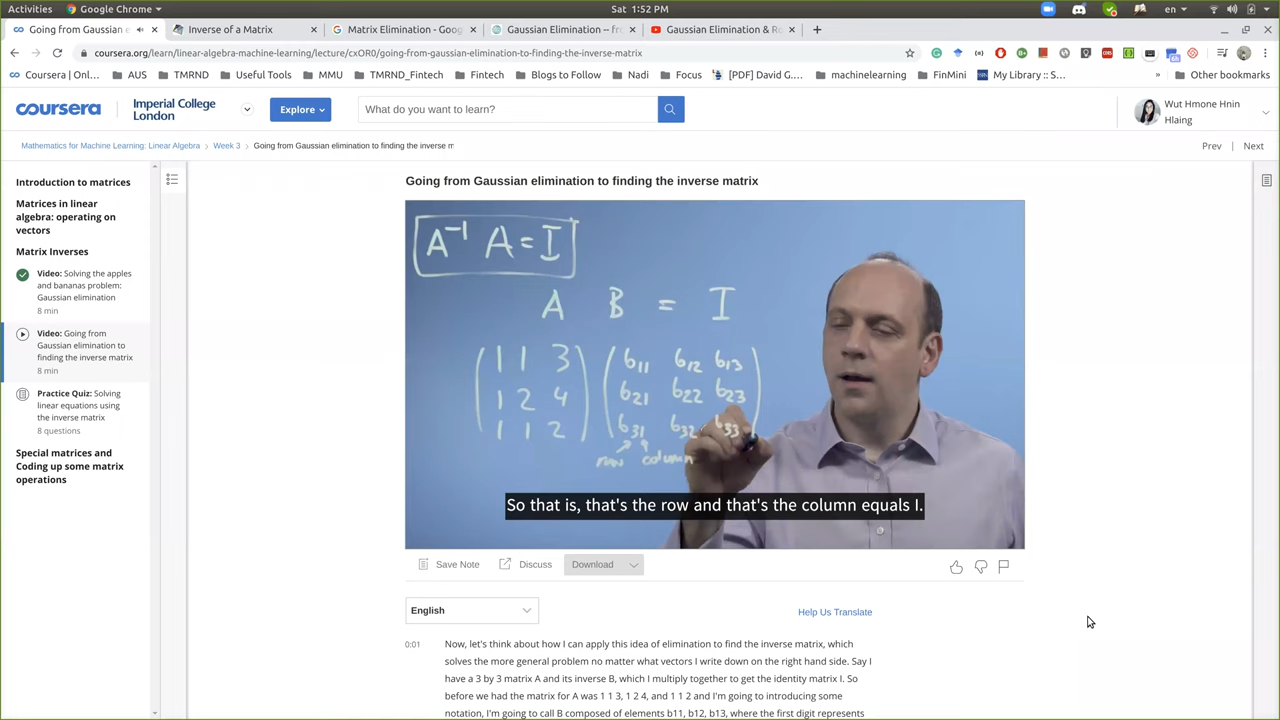 Activities
Google Chrome
Sat 1:52 PM
en
Going from Gaussian e
Inverse of a Matrix
Matrix Elimination - Goog
Gaussian Elimination -- fro
Gaussian Elimination & Ro
coursera.org/learn/linear-algebra-machine-learning/lecture/cxOR0/going-from-gaussian-elimination-to-finding-the-inverse-matrix
Coursera | Onl...
AUS
TMRND
Useful Tools
MMU
TMRND_Fintech
Fintech
Blogs to Follow
Nadi
Focus
[PDF] David G....
machinelearning
FinMini
My Library :: S...
»
Other bookmarks
coursera
Imperial College
London
Explore
What do you want to learn?
Wut Hmone Hnin
Hlaing
Mathematics for Machine Learning: Linear Algebra > Week 3 > Going from Gaussian elimination to finding the inverse m
Prev | Next
Introduction to matrices
Matrices in linear
algebra: operating on
vectors
Matrix Inverses
Video: Solving the apples
and bananas problem:
Gaussian elimination
8 min
Video: Going from
Gaussian elimination to
finding the inverse matrix
8 min
Practice Quiz: Solving
linear equations using
the inverse matrix
8 questions
Special matrices and
Coding up some matrix
operations
Going from Gaussian elimination to finding the inverse matrix
A⁻¹ A = I
A B = I
1 1 3 b11 b12 b13
1 2 4 b21 b22 b23
1 1 2 b31 b32 b33
row column
So that is, that's the row and that's the column equals I.
Save Note
Discuss
Download
English
Help Us Translate
0:01
Now, let's think about how I can apply this idea of elimination to find the inverse matrix, which
solves the more general problem no matter what vectors I write down on the right hand side. Say I
have a 3 by 3 matrix A and its inverse B, which I multiply together to get the identity matrix I. So
before we had the matrix for A was 1 1 3, 1 2 4, and 1 1 2 and I'm going to introducing some
notation, I'm going to call B composed of elements b11, b12, b13, where the first digit represents